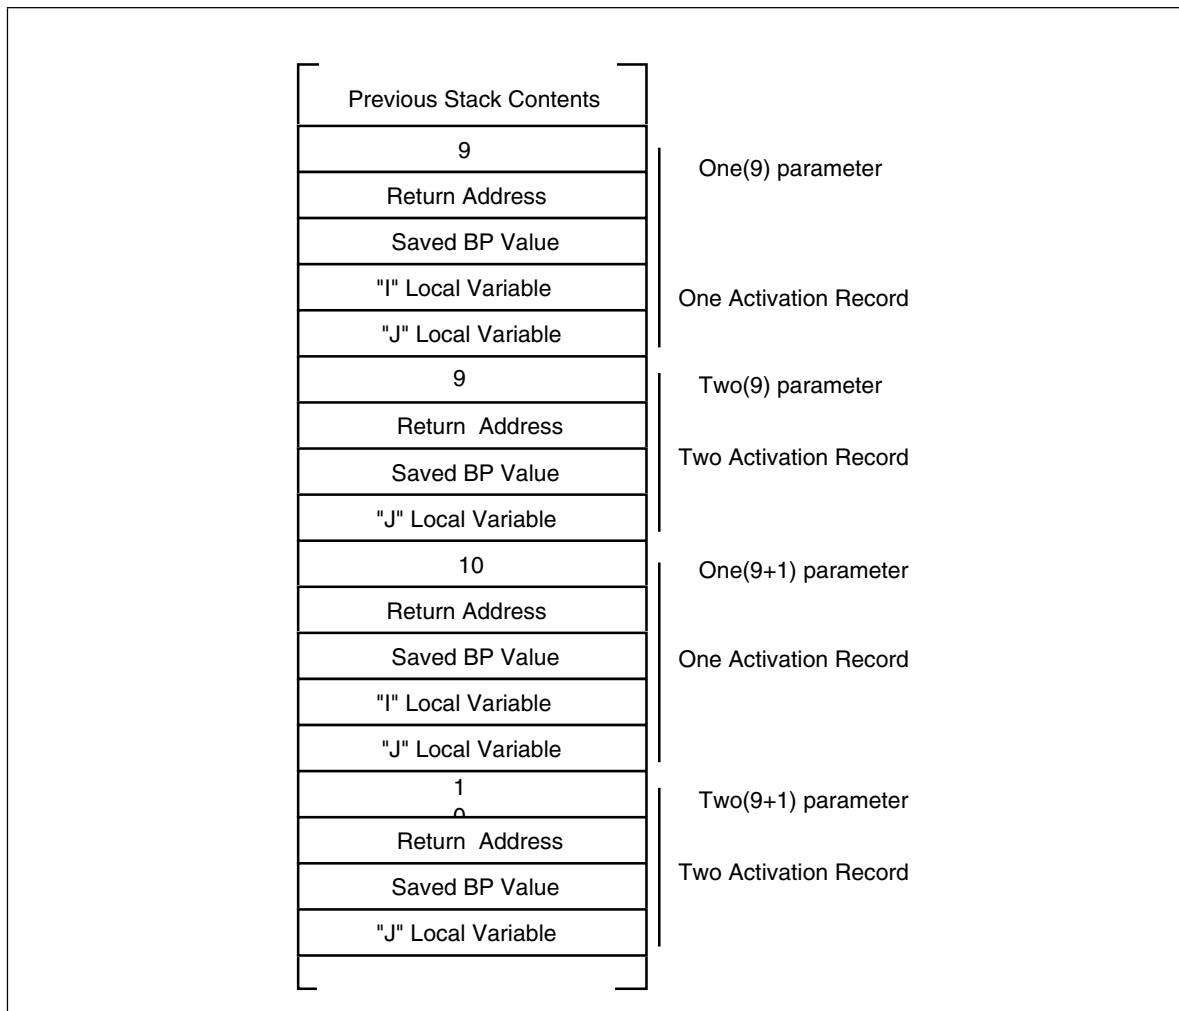 Previous Stack Contents
9
One(9) parameter
Return Address
Saved BP Value
"I" Local Variable
One Activation Record
"J" Local Variable
9
Two(9) parameter
Return  Address
Two Activation Record
Saved BP Value
"J" Local Variable
10
One(9+1) parameter
Return Address
Saved BP Value
One Activation Record
"I" Local Variable
"J" Local Variable
1
0
Two(9+1) parameter
Return  Address
Two Activation Record
Saved BP Value
"J" Local Variable